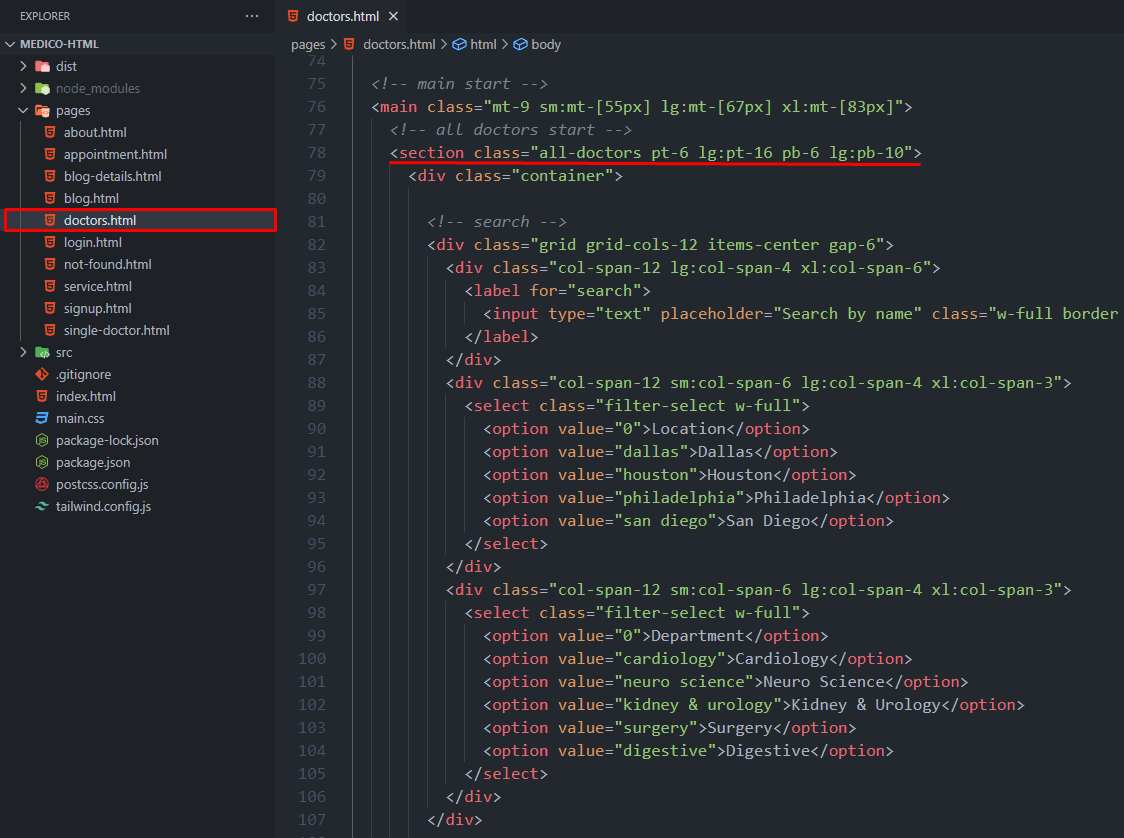 EXPLORER
MEDICO-HTML
dist
node_modules
pages
about.html
appointment.html
blog-details.html
blog.html
doctors.html
login.html
not-found.html
service.html
signup.html
single-doctor.html
src
.gitignore
index.html
main.css
package-lock.json
package.json
postcss.config.js
tailwind.config.js
doctors.html
pages > doctors.html > html > body
74
75 <!-- main start -->
76 <main class="mt-9 sm:mt-[55px] lg:mt-[67px] xl:mt-[83px]">
77 <!-- all doctors start -->
78 <section class="all-doctors pt-6 lg:pt-16 pb-6 lg:pb-10">
79 <div class="container">
80
81 <!-- search -->
82 <div class="grid grid-cols-12 items-center gap-6">
83 <div class="col-span-12 lg:col-span-4 xl:col-span-6">
84 <label for="search">
85 <input type="text" placeholder="Search by name" class="w-full border
86 </label>
87 </div>
88 <div class="col-span-12 sm:col-span-6 lg:col-span-4 xl:col-span-3">
89 <select class="filter-select w-full">
90 <option value="0">Location</option>
91 <option value="dallas">Dallas</option>
92 <option value="houston">Houston</option>
93 <option value="philadelphia">Philadelphia</option>
94 <option value="san diego">San Diego</option>
95 </select>
96 </div>
97 <div class="col-span-12 sm:col-span-6 lg:col-span-4 xl:col-span-3">
98 <select class="filter-select w-full">
99 <option value="0">Department</option>
100 <option value="cardiology">Cardiology</option>
101 <option value="neuro science">Neuro Science</option>
102 <option value="kidney & urology">Kidney & Urology</option>
103 <option value="surgery">Surgery</option>
104 <option value="digestive">Digestive</option>
105 </select>
106 </div>
107 </div>